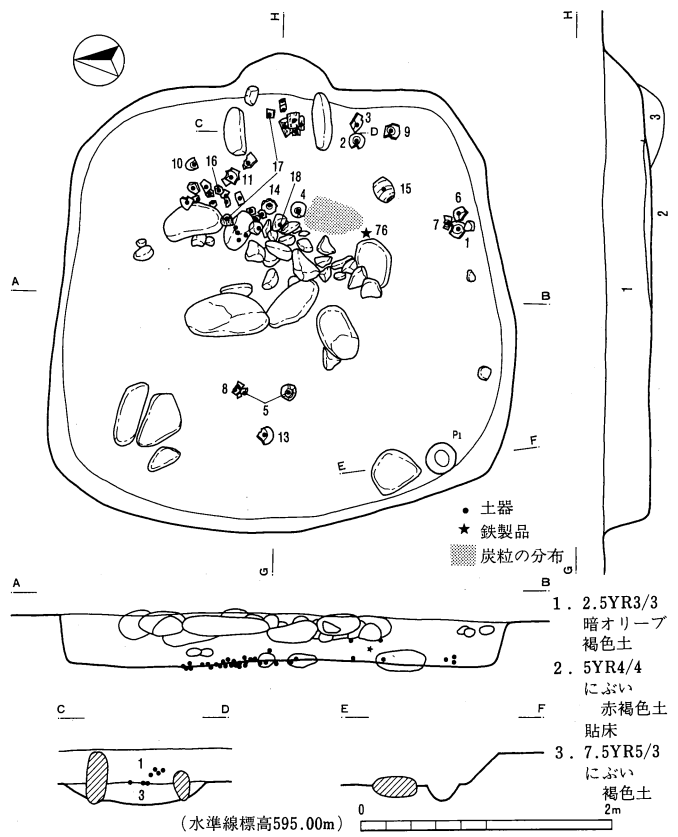 H
H
3
C
D
9
2
3
10
16
17
11
15
14
18
4
6
2
76
7
1
A
B
1
8
5
13
F
P1
E
土器
鉄製品
G
炭粒の分布
G
A
B
1. 2.5YR3/3
暗オリーブ
褐色土
2. 5YR4/4
にぶい
赤褐色土
貼床
C
D
E
F
3. 7.5YR5/3
にぶい
褐色土
1
3
0
2m
(水準線標高595.00m)